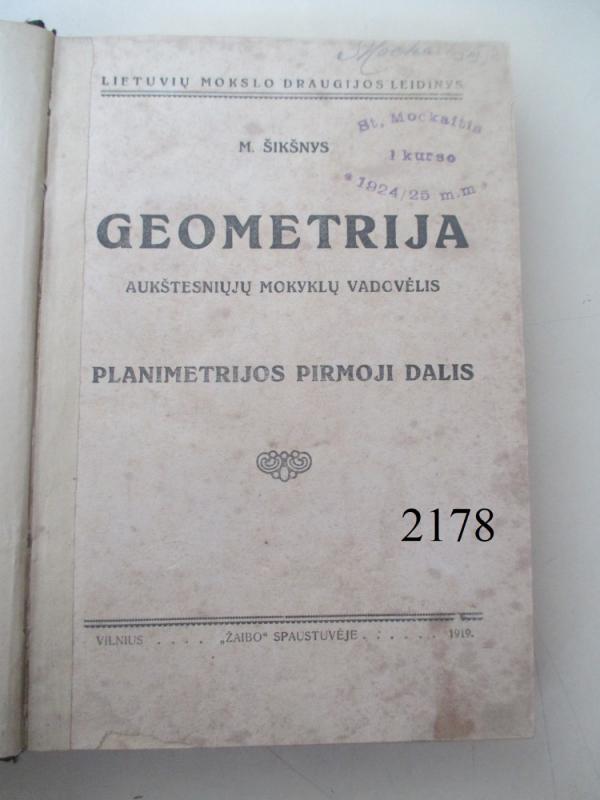 LIETUVIŲ MOKSLO DRAUGIJOS LEIDINYS
M. ŠIKŠNYS
St. Mockaitis
I kurso
* 1924/25 m.m *
GEOMETRIJA
AUKŠTESNIŲJŲ MOKYKLŲ VADOVĖLIS
PLANIMETRIJOS PIRMOJI DALIS
2178
VILNIUS .... „ŽAIBO“ SPAUSTUVĖJE ...... 1919.